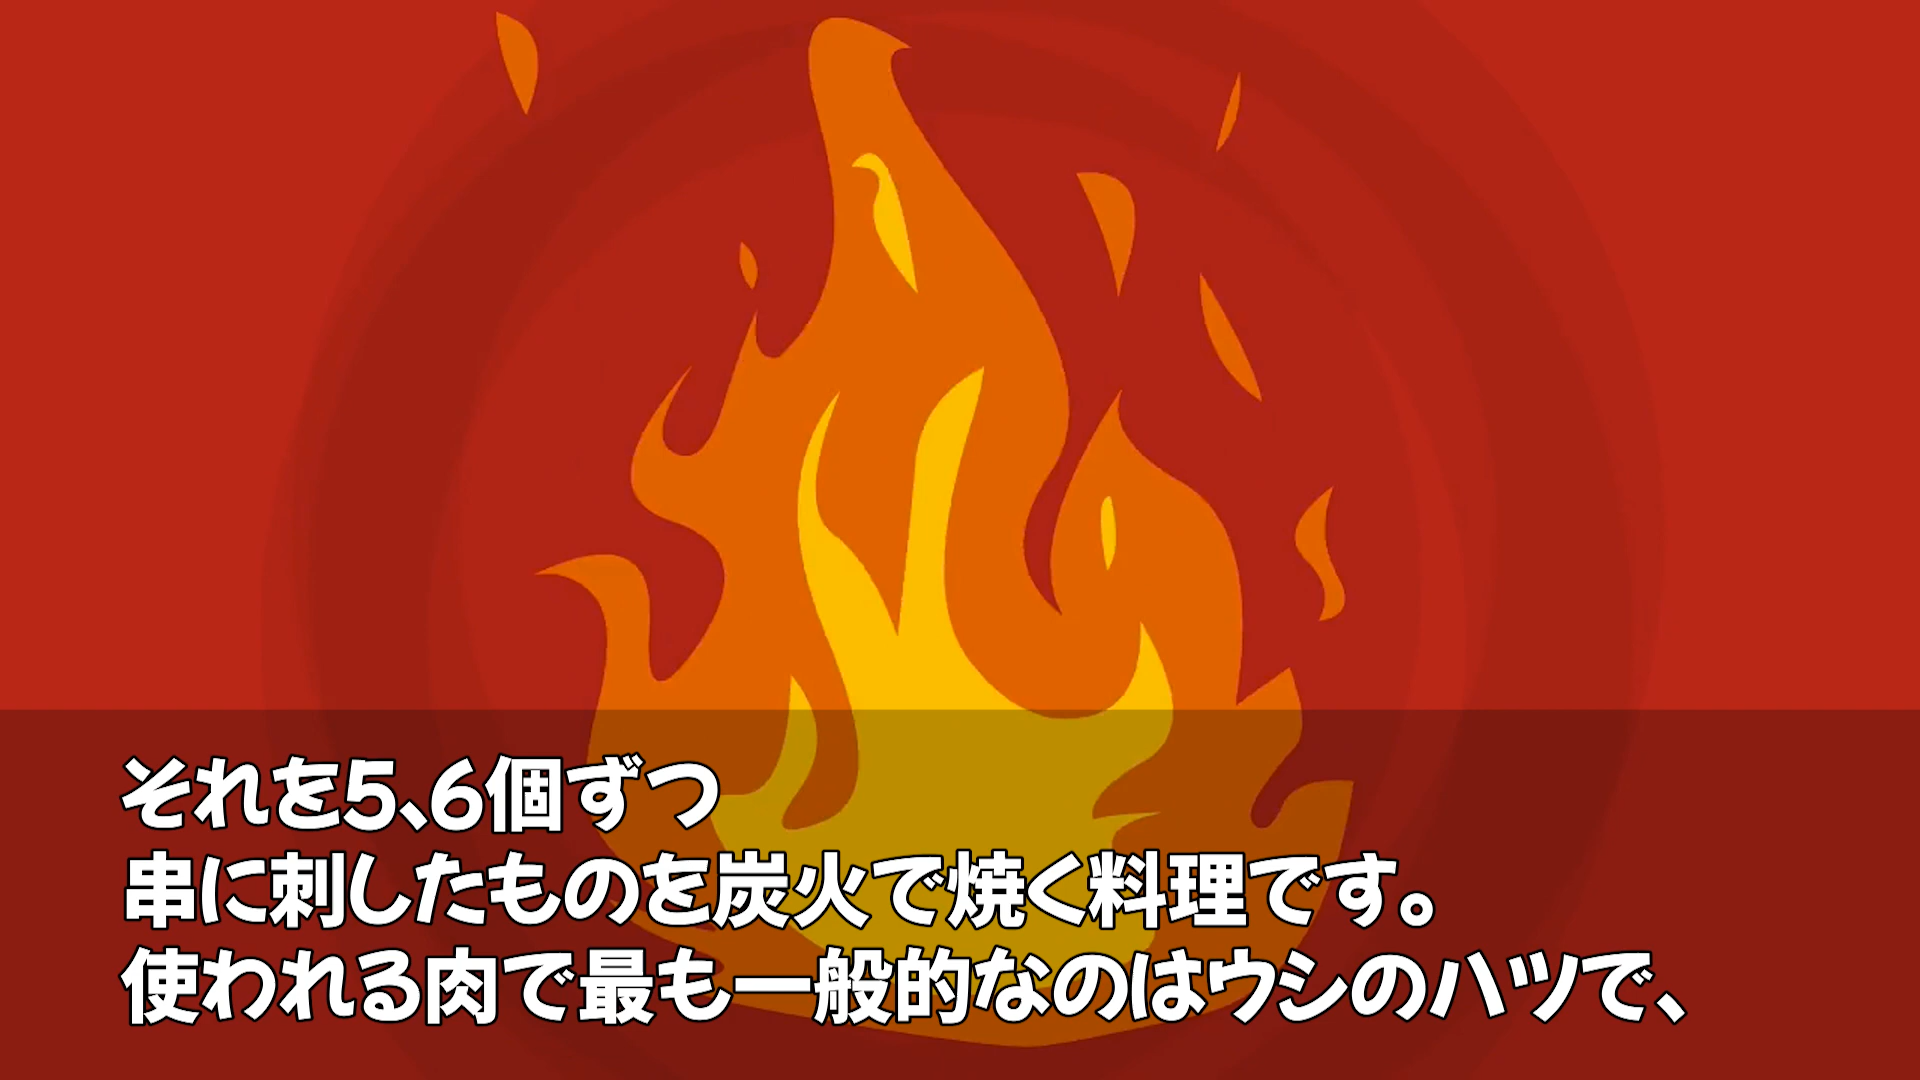 それを5､6個ずつ
串に刺したものを炭火で焼く料理です。
使われる肉で最も一般的なのはウシのハツで、